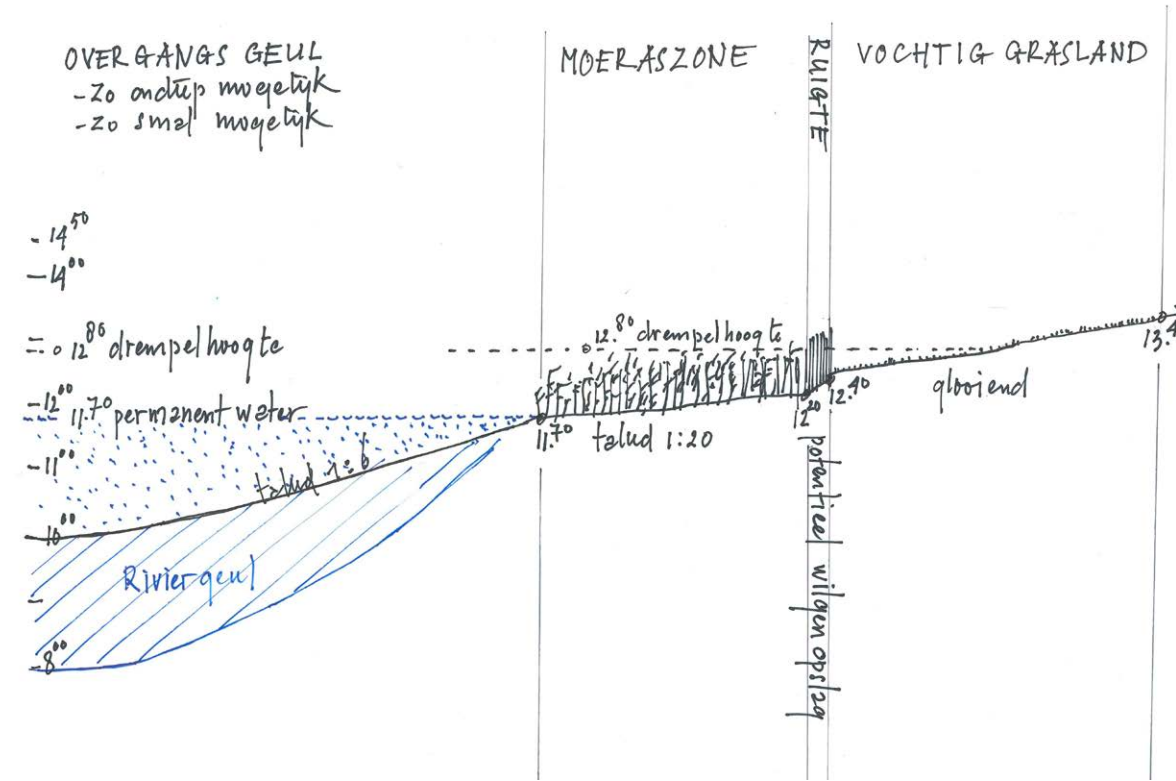 OVERGANGS GEUL
- Zo ondiep mogelijk
- Zo smal mogelijk
MOERASZONE
RUIGTE
VOCHTIG GRASLAND
- 14⁵⁰
- 14⁰⁰
12⁸⁰ drempelhoogte
12.⁸⁰ drempelhoogte
- 12⁰⁰
11.70 permanent water
- 11⁰⁰
talud 1:6
10⁰⁰
Riviergeul
- 8⁰⁰
11.⁷⁰
talud 1:20
12²⁰
12.⁴⁰
glooiend
potentieel wilgenopslag